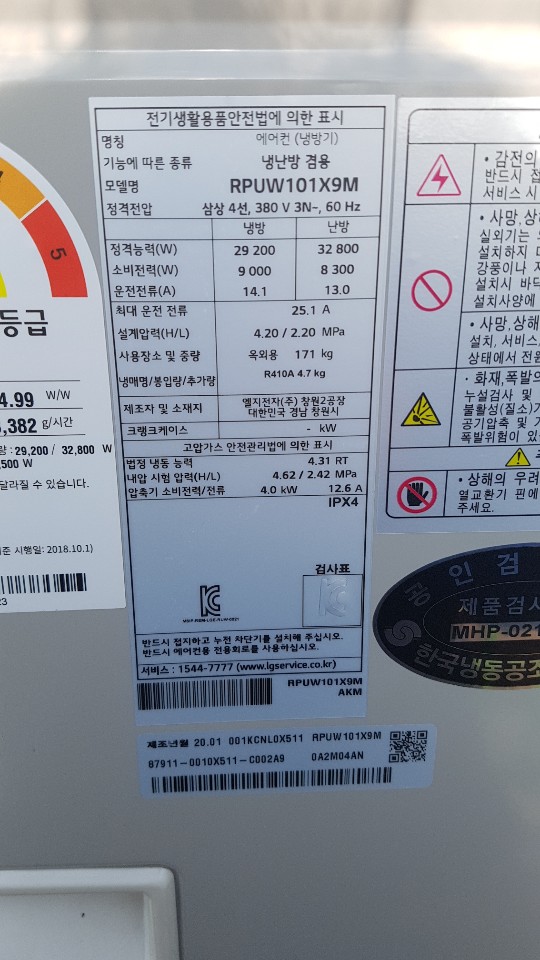 5
등급
4.99 W/W
,382 g/시간
: 29,200 / 32,800 W
,500 W
달라질 수 있습니다.
시행일: 2018.10.1)
전기생활용품안전법에 의한 표시
명칭 에어컨 (냉방기)
기능에 따른 종류 냉난방 겸용
모델명 RPUW101X9M
정격전압 삼상 4선, 380 V 3N~, 60 Hz
냉방 난방
정격능력(W) 29 200 32 800
소비전력(W) 9 000 8 300
운전전류(A) 14.1 13.0
최대 운전 전류 25.1 A
설계압력(H/L) 4.20 / 2.20 MPa
사용장소 및 중량 옥외용 171 kg
냉매명/봉입량/추가량 R410A 4.7 kg
제조자 및 소재지 엘지전자(주) 창원2공장
대한민국 경남 창원시
크랭크케이스 - kW
고압가스 안전관리법에 의한 표시
법정 냉동 능력 4.31 RT
내압 시험 압력(H/L) 4.62 / 2.42 MPa
압축기 소비전력/전류 4.0 kW 12.6 A
IPX4
검사표
반드시 접지하고 누전 차단기를 설치해 주십시오.
반드시 에어컨용 전용회로를 사용하십시오.
서비스 : 1544-7777 (www.lgservice.co.kr)
RPUW101X9M
AKM
제조년월 20.01 001KCNL0X511 RPUW101X9M
87911-0010X511-C002A9 0A2M04AN
• 감전의
반드시 접
서비스 시
• 사망,상해
실외기는
설치하지
강풍이나
설치시 바닥
설치사양에
• 사망,상해
설치, 서비스,
상태에서 전원
• 화재,폭발의
누설검사 및
불활성(질소)
공기압축 및
폭발위험이 있
• 상해의 우려
열교환기 핀에
주세요.
인 검
제품검사
MHP-021
한국냉동공조